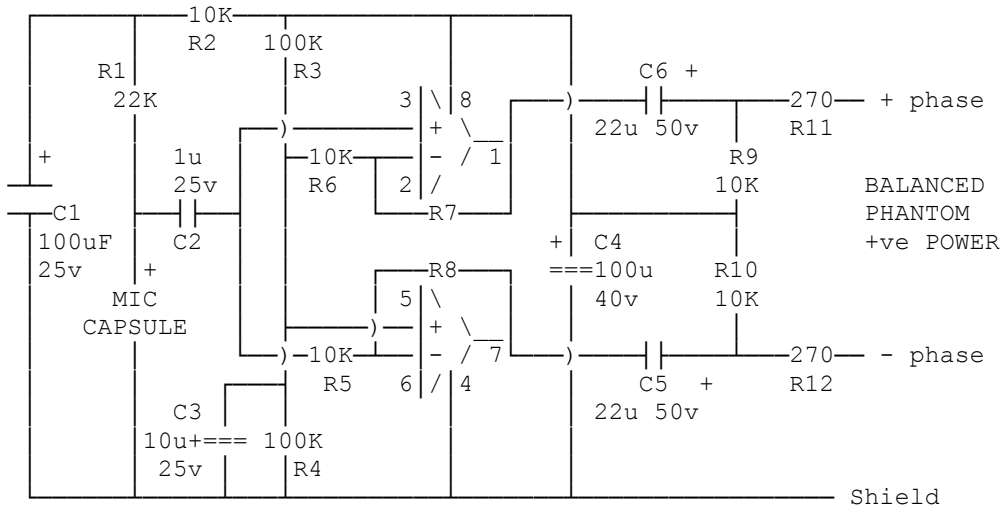 10K
R2 100K
R1 R3 C6 +
22K 3 \ 8 270 + phase
+ 22u 50v R11
+ 1u 10K - / 1 R9
25v R6 2 / 10K BALANCED
C1 R7 PHANTOM
100uF C2 + C4 +ve POWER
25v + R8 ===100u R10
MIC 5 \ 40v 10K
CAPSULE +
10K - / 7 270 - phase
R5 6 / 4 C5 + R12
C3 22u 50v
10u+=== 100K
25v R4
Shield